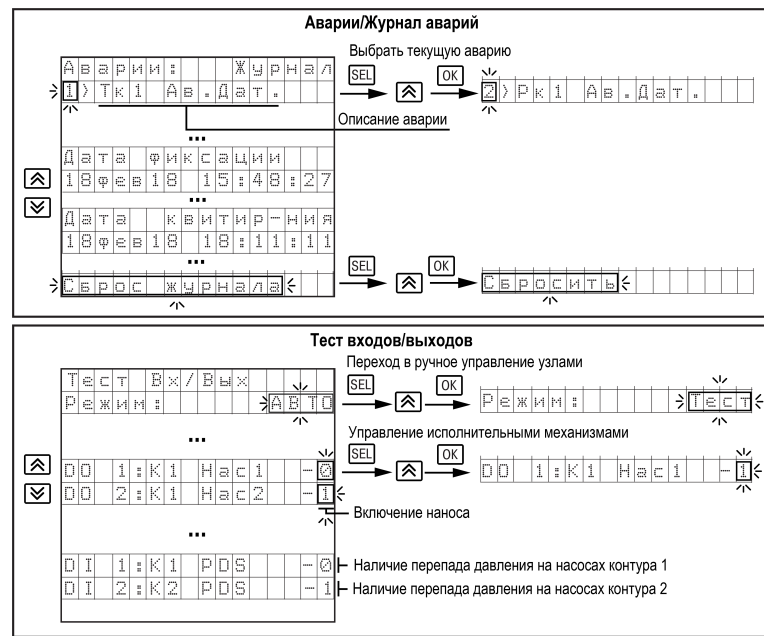 Аварии/Журнал аварий
Выбрать текущую аварию
Аварии: Журнал
SEL OK
1>Тк1 Ав.Дат.
2>Рк1 Ав.Дат.
Описание аварии
...
Дата фиксации
18фев18 15:48:27
...
Дата квитир-ния
18фев18 18:11:11
...
SEL OK
Сброс журнала
Сбросить
Тест входов/выходов
Переход в ручное управление узлами
Тест Вх/Вых
SEL OK
Режим: АВТО
Режим: Тест
...
Управление исполнительными механизмами
SEL OK
DO 1:К1 Нас1 -0
DO 1:К1 Нас1 -1
DO 2:К1 Нас2 -1
Включение наноса
...
DI 1:К1 PDS -0
Наличие перепада давления на насосах контура 1
DI 2:К2 PDS -1
Наличие перепада давления на насосах контура 2